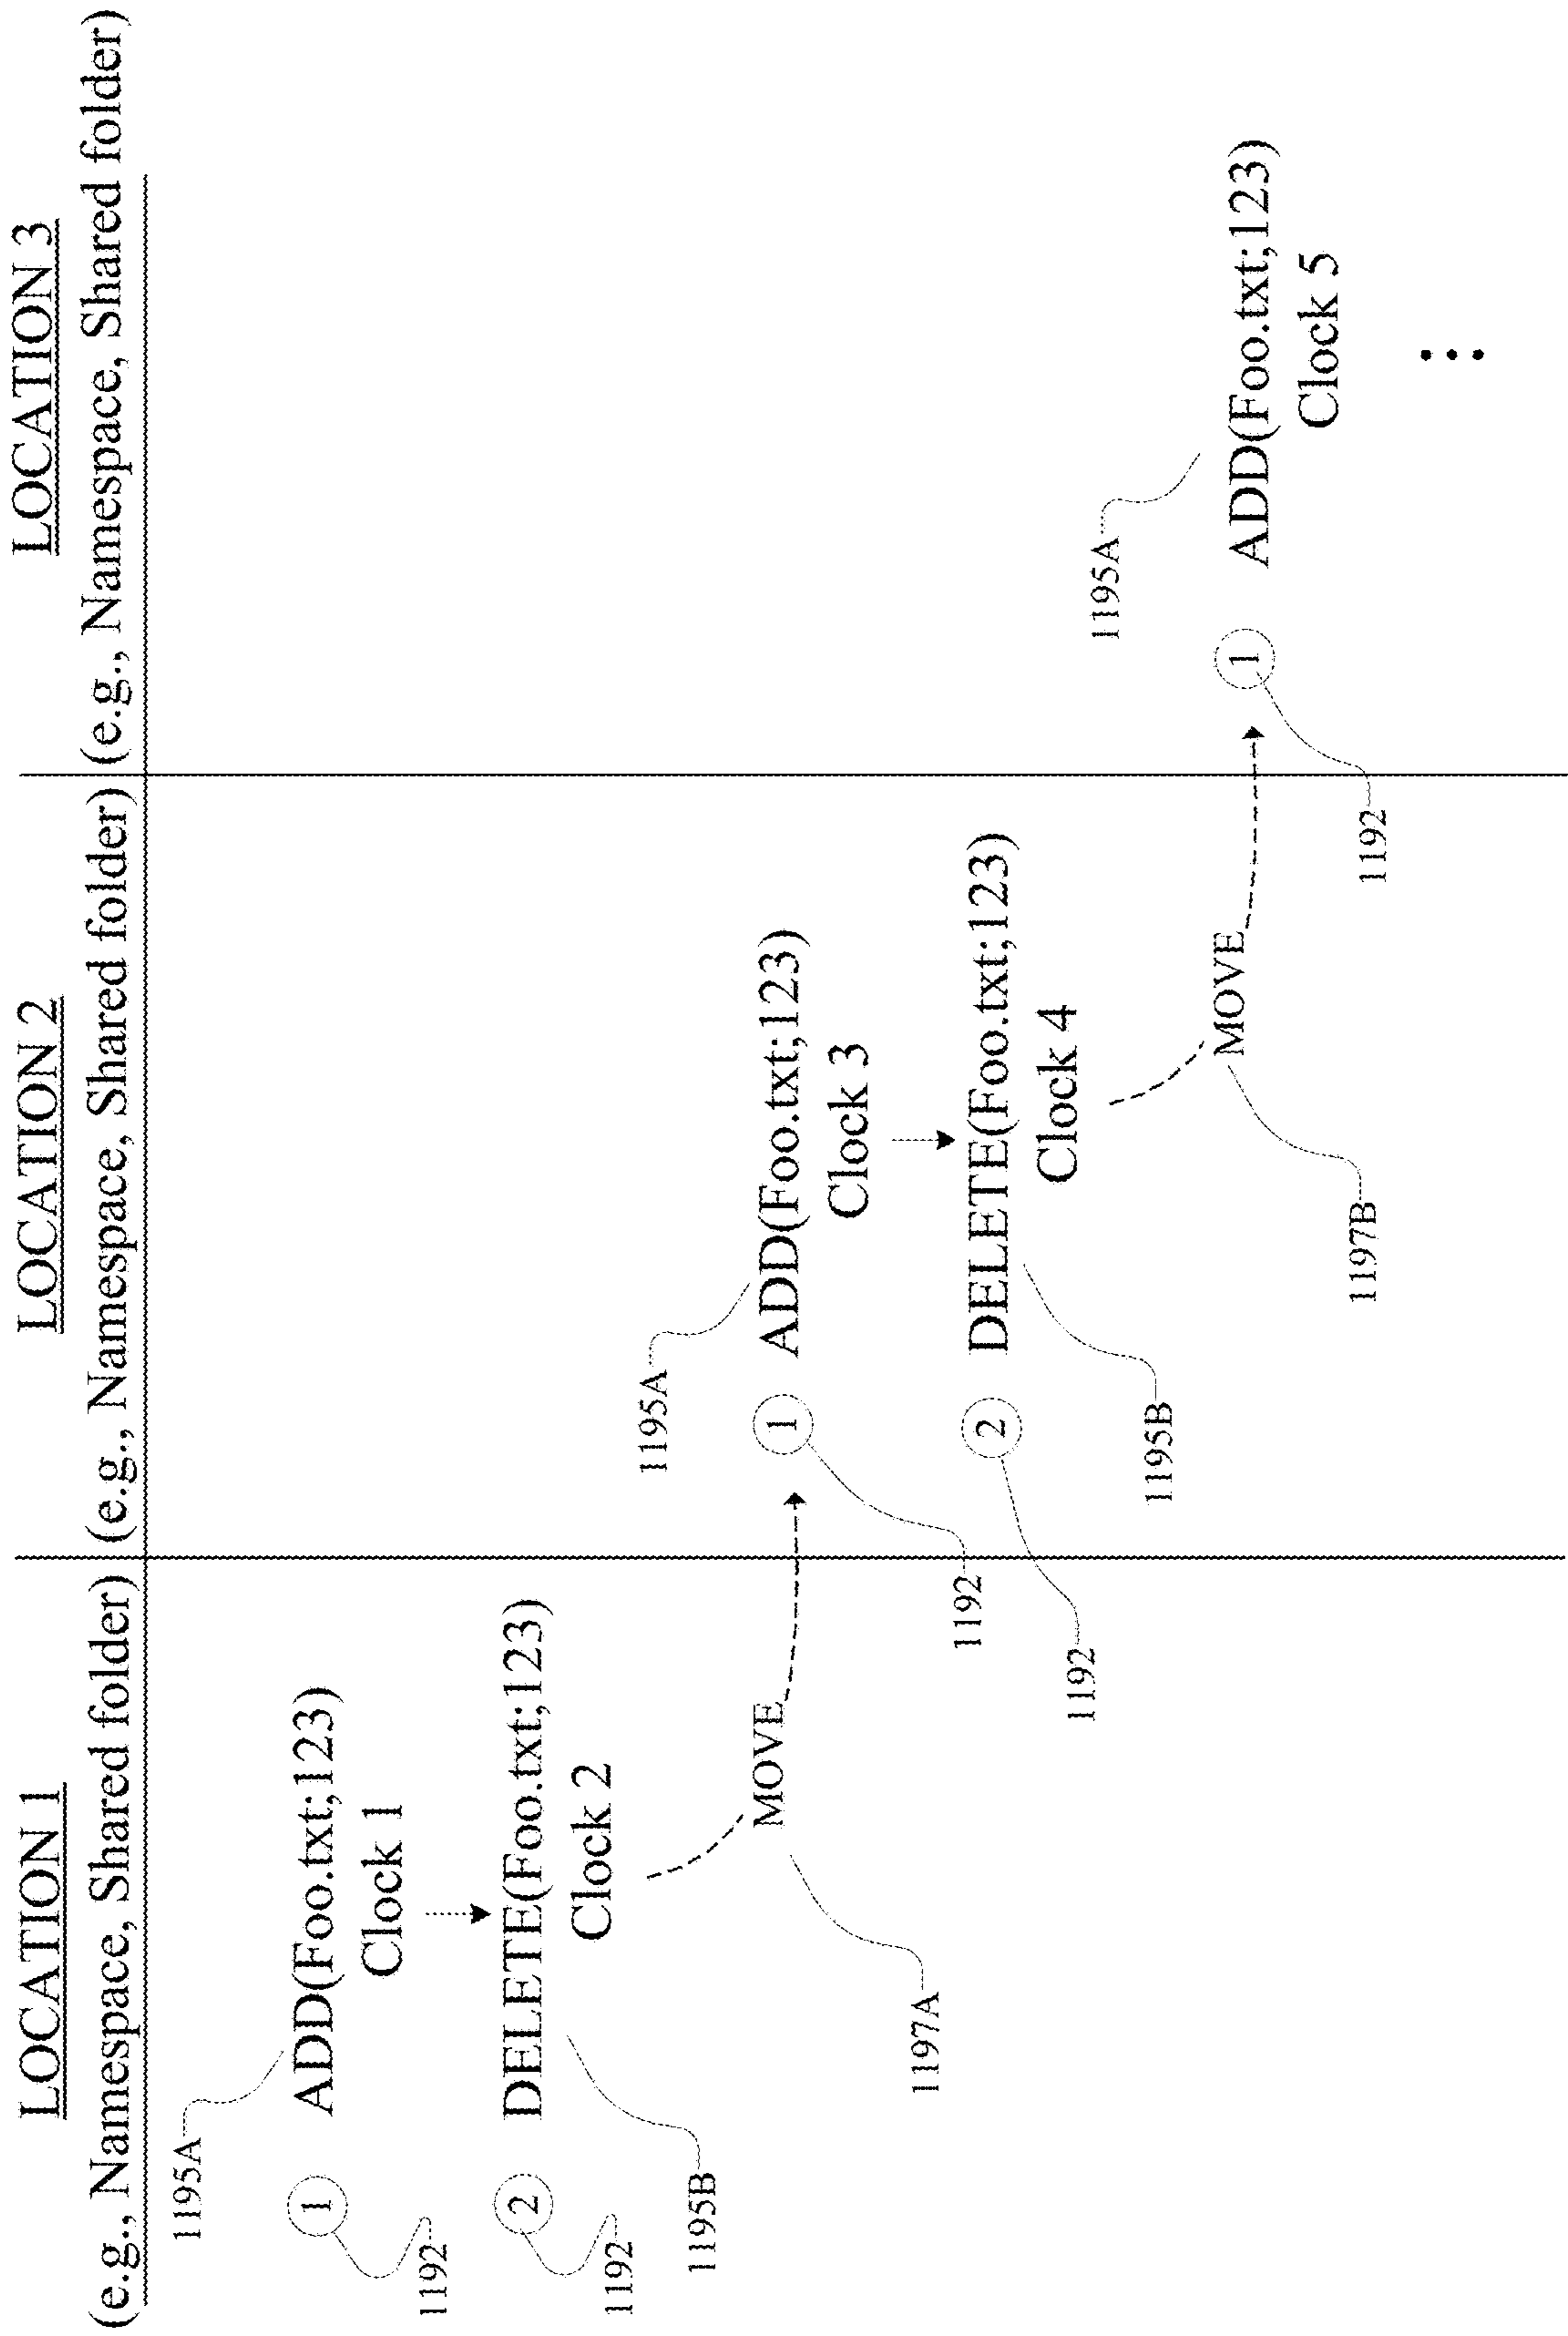 LOCATION 1
(e.g., Namespace, Shared folder)
LOCATION 2
(e.g., Namespace, Shared folder)
LOCATION 3
(e.g., Namespace, Shared folder)
1195A
1 ADD(Foo.txt;123)
Clock 1
1192
2 DELETE(Foo.txt;123)
Clock 2
1192
1195B
MOVE
1197A
1195A
1 ADD(Foo.txt;123)
Clock 3
1192
2 DELETE(Foo.txt;123)
Clock 4
1192
1195B
MOVE
1197B
1195A
1 ADD(Foo.txt;123)
Clock 5
1192